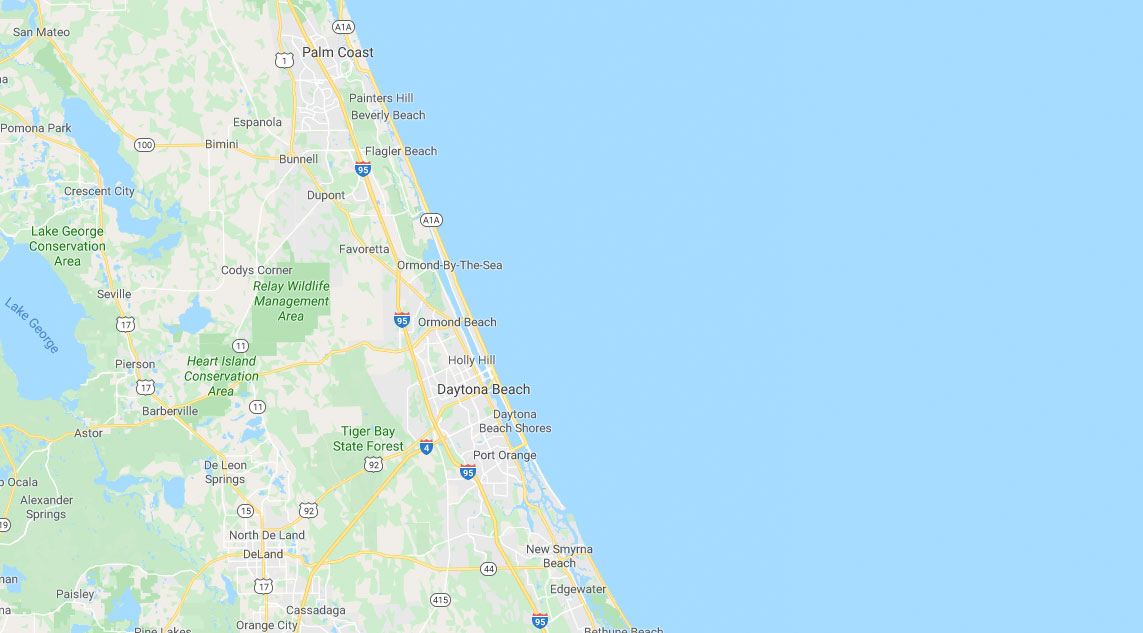 A1A
San Mateo
Palm Coast
1
Painters Hill
Beverly Beach
Espanola
Pomona Park
100
Bimini
Flagler Beach
Bunnell
95
Crescent City
Dupont
A1A
Lake George
Conservation
Area
Favoretta
Ormond-By-The-Sea
Codys Corner
Relay Wildlife
Management
Area
Seville
Lake George
17
95
Ormond Beach
11
Holly Hill
Pierson
Heart Island
Conservation
Area
17
Daytona Beach
11
Barberville
Daytona
Beach Shores
Astor
Tiger Bay
State Forest
4
Port Orange
92
95
De Leon
Springs
Ocala
Alexander
Springs
15
92
19
North De Land
DeLand
New Smyrna
Beach
44
17
Edgewater
Paisley
415
Cassadaga
95
Orange City
Pine Lakes
Bethune Beach